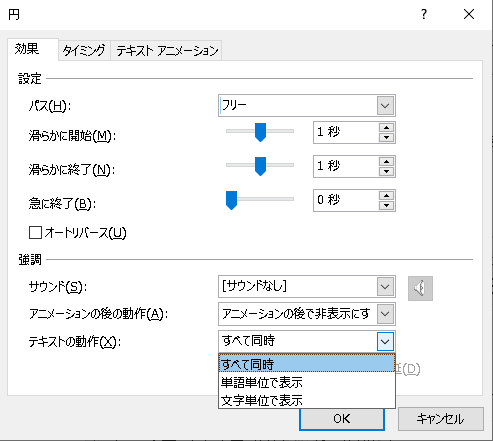 円
効果 タイミング テキスト アニメーション
設定
パス(H): フリー
滑らかに開始(M): 1 秒
滑らかに終了(N): 1 秒
急に終了(B): 0 秒
オートリバース(U)
強調
サウンド(S): [サウンドなし]
アニメーションの後の動作(A): アニメーションの後で非表示にす
テキストの動作(X): すべて同時
すべて同時
(D)
単語単位で表示
文字単位で表示
OK キャンセル